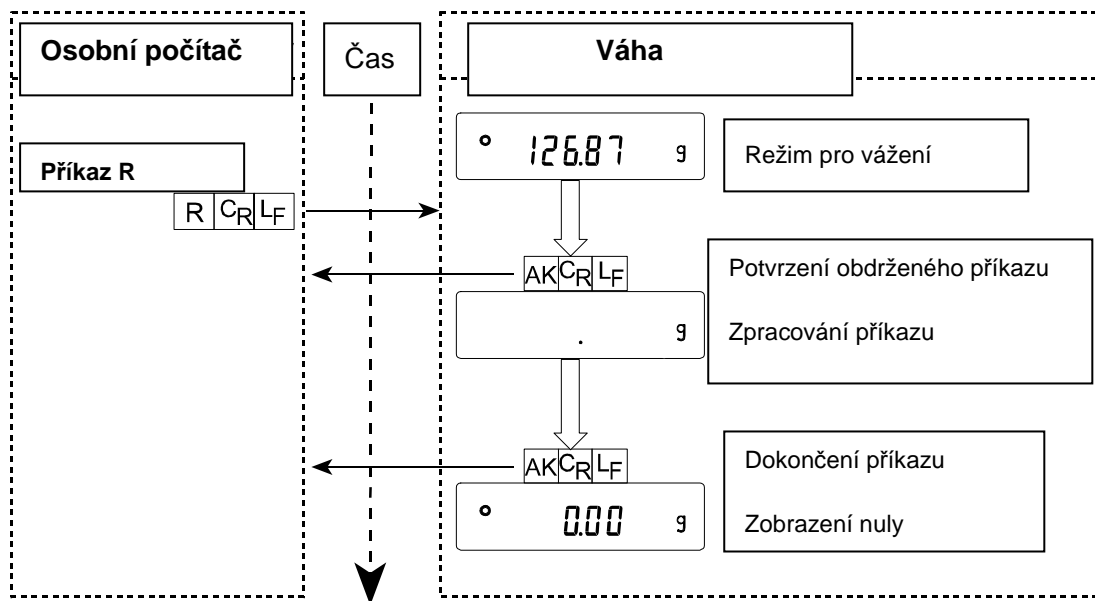 Osobní počítač
Čas
Váha
126.87 g
Režim pro vážení
Příkaz R
R CR LF
AK CR LF
Potvrzení obdrženého příkazu
. g
Zpracování příkazu
AK CR LF
Dokončení příkazu
0.00 g
Zobrazení nuly